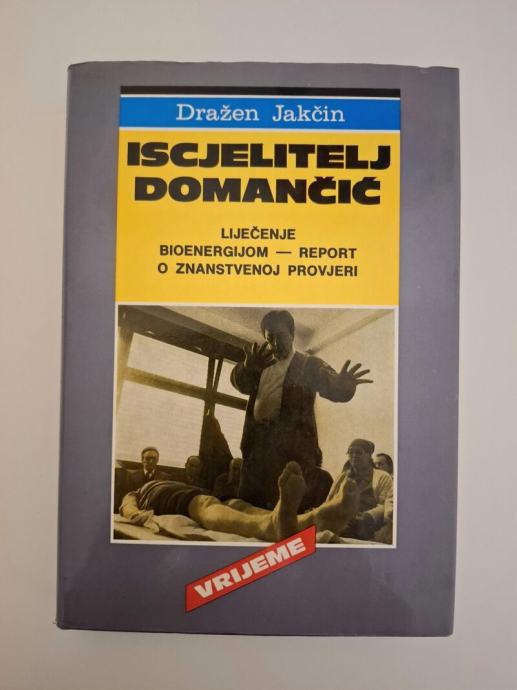 Dražen Jakčin
ISCJELITELJ
DOMANČIĆ
LIJEČENJE
BIOENERGIJOM — REPORT
O ZNANSTVENOJ PROVJERI
VRIJEME